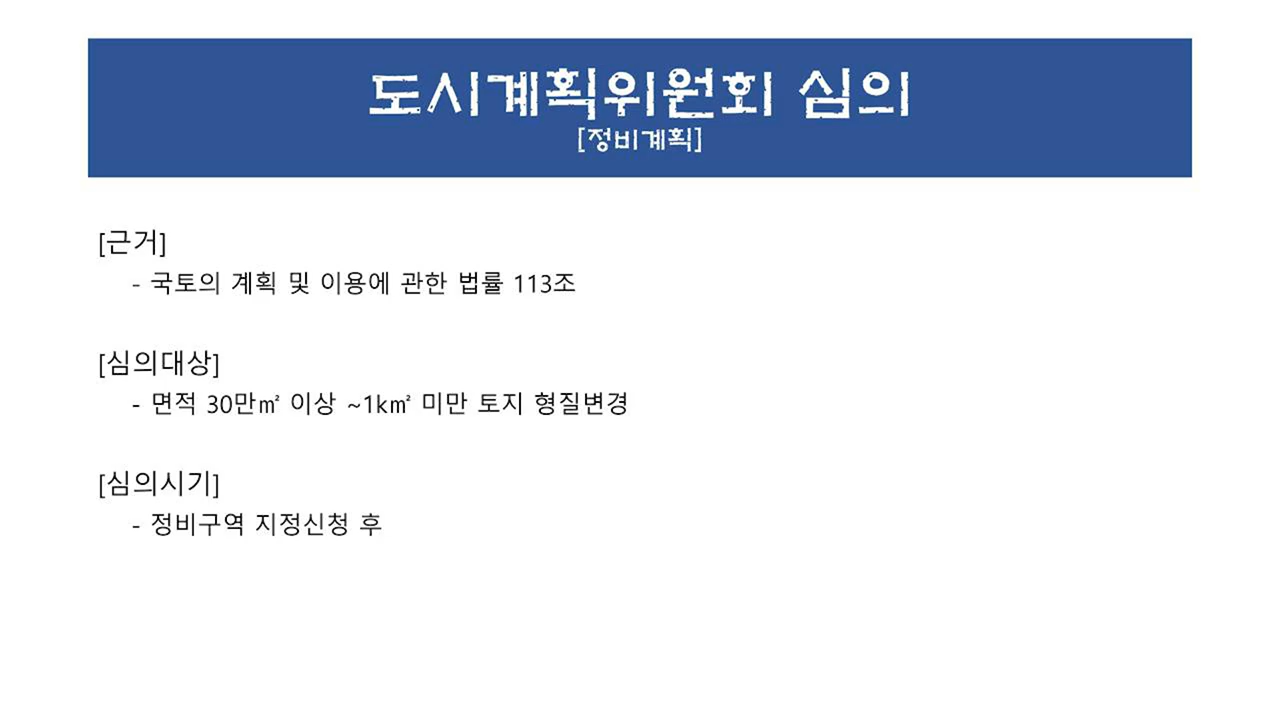 도시계획위원회 심의
[정비계획]
[근거]
- 국토의 계획 및 이용에 관한 법률 113조
[심의대상]
- 면적 30만㎡ 이상 ~1k㎡ 미만 토지 형질변경
[심의시기]
- 정비구역 지정신청 후